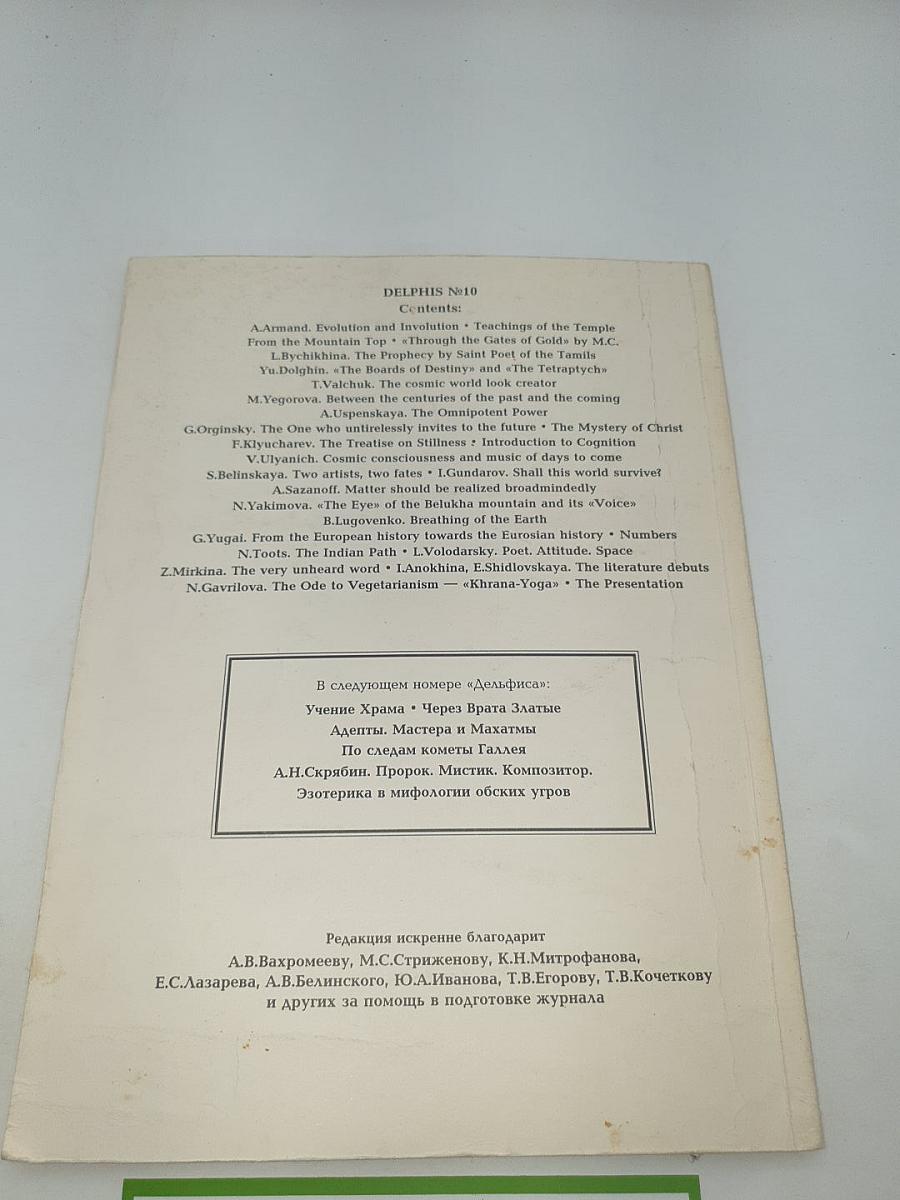 DELPHIS №10
Contents:
A.Armand. Evolution and Involution • Teachings of the Temple
From the Mountain Top • «Through the Gates of Gold» by M.C.
L.Bychikhina. The Prophecy by Saint Poet of the Tamils
Yu.Dolghin. «The Boards of Destiny» and «The Tetraptych»
T.Valchuk. The cosmic world look creator
M.Yegorova. Between the centuries of the past and the coming
A.Uspenskaya. The Omnipotent Power
G.Orginsky. The One who untirelessly invites to the future • The Mystery of Christ
F.Klyucharev. The Treatise on Stillness • Introduction to Cognition
V.Ulyanich. Cosmic consciousness and music of days to come
S.Belinskaya. Two artists, two fates • I.Gundarov. Shall this world survive?
A.Sazanoff. Matter should be realized broadmindedly
N.Yakimova. «The Eye» of the Belukha mountain and its «Voice»
B.Lugovenko. Breathing of the Earth
G.Yugai. From the European history towards the Eurosian history • Numbers
N.Toots. The Indian Path • L.Volodarsky. Poet. Attitude. Space
Z.Mirkina. The very unheard word • I.Anokhina, E.Shidlovskaya. The literature debuts
N.Gavrilova. The Ode to Vegetarianism — «Khrana-Yoga» • The Presentation
В следующем номере «Дельфиса»:
Учение Храма • Через Врата Златые
Адепты. Мастера и Махатмы
По следам кометы Галлея
А.Н.Скрябин. Пророк. Мистик. Композитор.
Эзотерика в мифологии обских угров
Редакция искренне благодарит
А.В.Вахромееву, М.С.Стриженову, К.Н.Митрофанова,
Е.С.Лазарева, А.В.Белинского, Ю.А.Иванова, Т.В.Егорову, Т.В.Кочеткову
и других за помощь в подготовке журнала